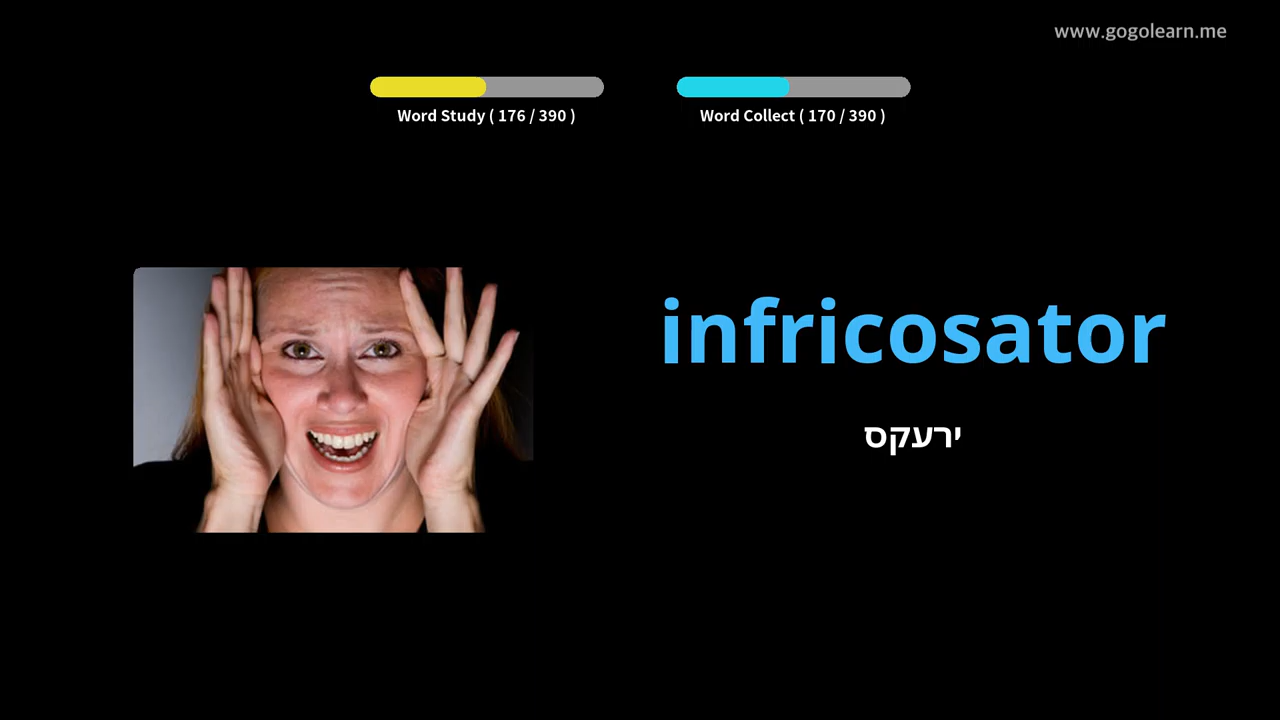 www.gogolearn.me
Word Study ( 176 / 390 )
Word Collect ( 170 / 390 )
infricosator
ירעקס